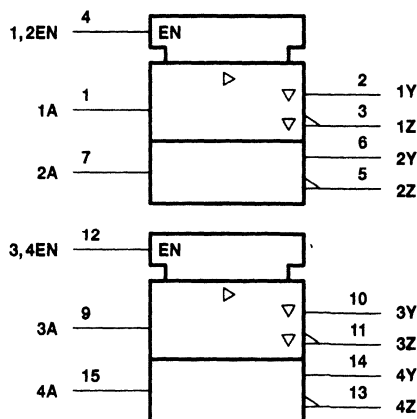 4
1,2EN EN
1 2 1Y
1A 3 1Z
7 6 2Y
2A 5 2Z
12
3,4EN EN
9 10 3Y
3A 11 3Z
15 14 4Y
4A 13 4Z